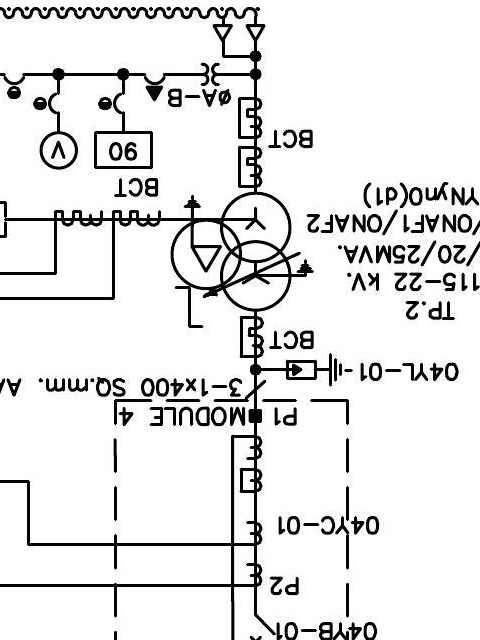 04YB-01
P2
04YC-01
P1 MODULE 4
3-1x400 SQ.mm. A
04YL-01
BCT
TP.2
115-22 kV.
/20/25MVA.
/ONAF1/ONAF2
YNyn0(d1)
BCT
BCT
90
V
ØA-B